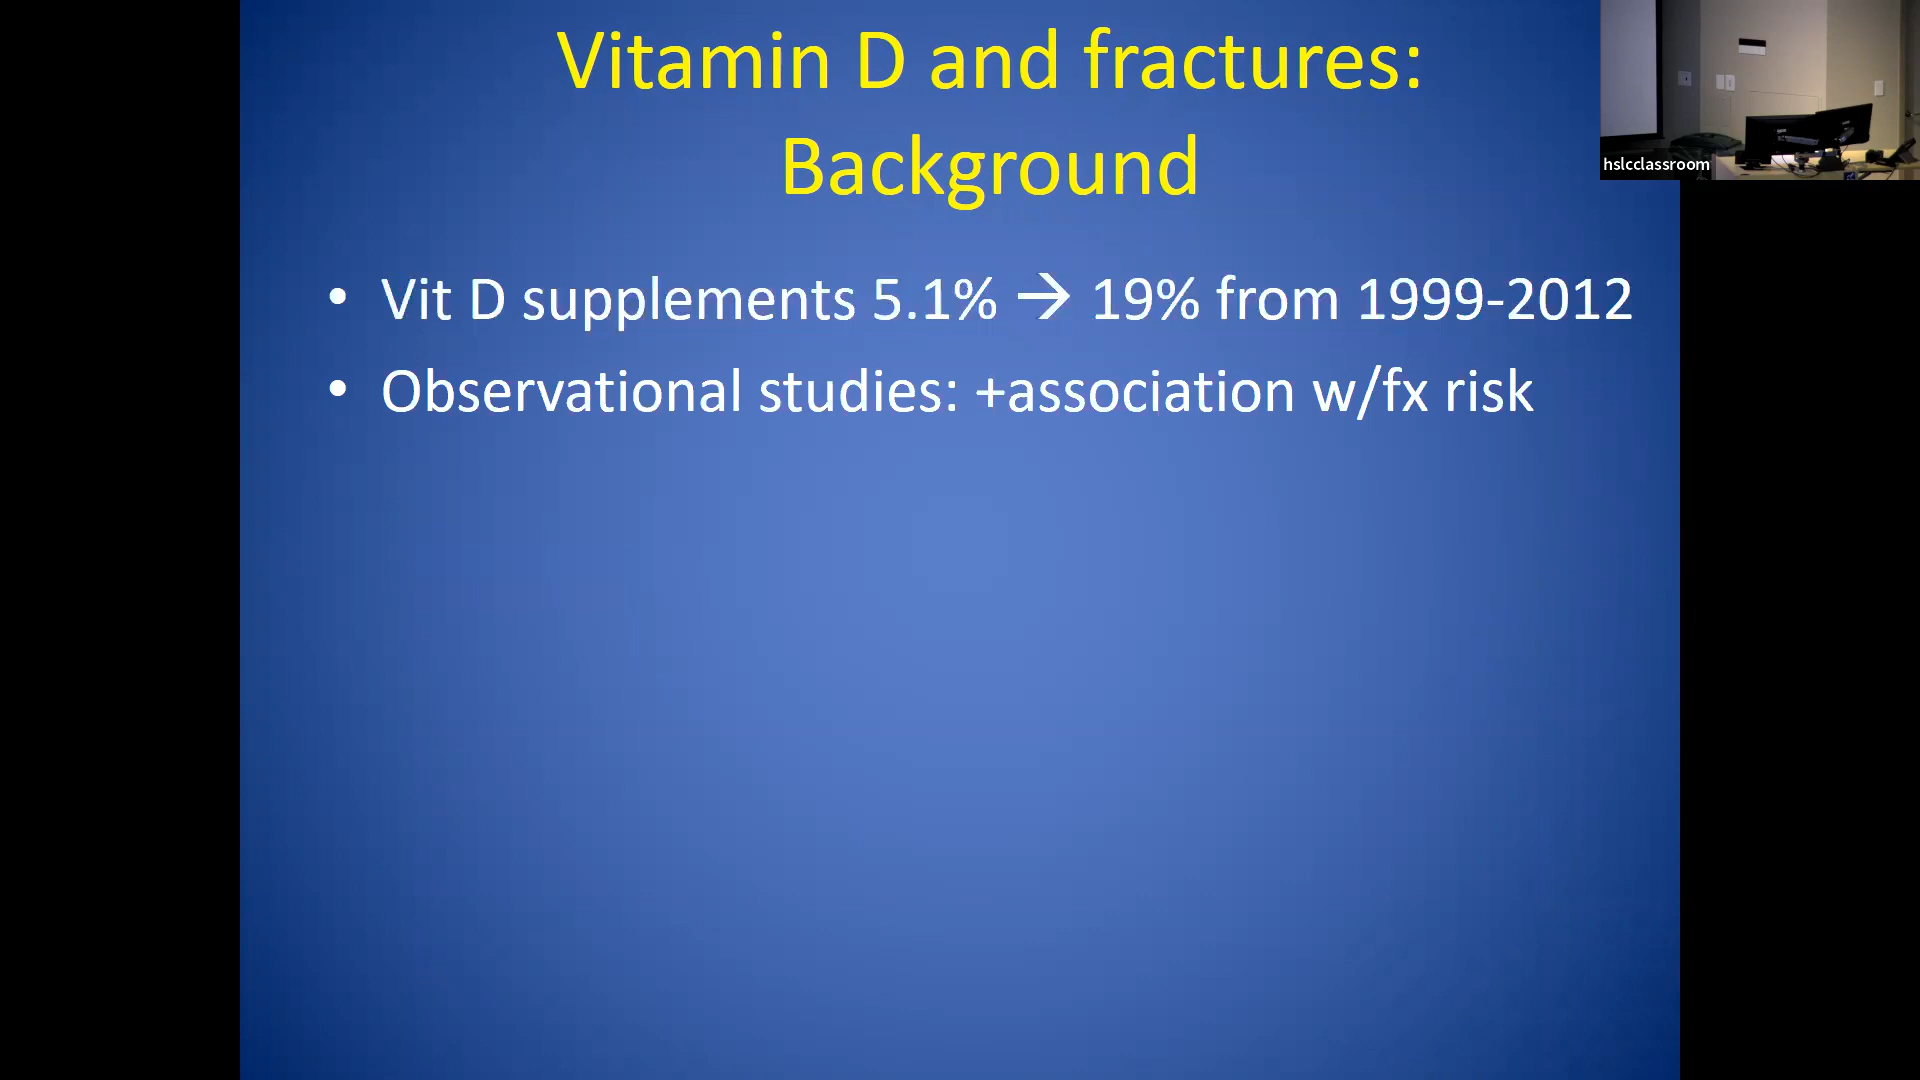 Vitamin D and fractures:
Background
• Vit D supplements 5.1% → 19% from 1999-2012
• Observational studies: +association w/fx risk
hslcclassroom